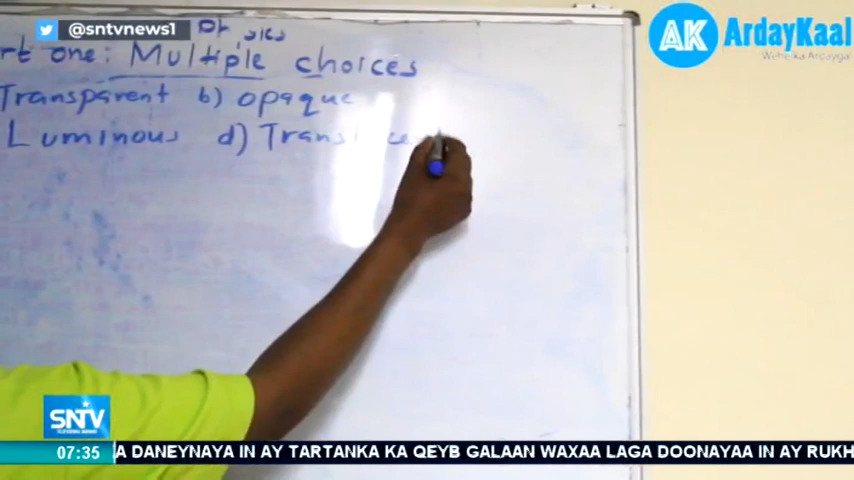 @sntvnews1
rt one: Multiple choices
Transparent b) opaque
Luminous d)
AK ArdayKaal
SNTV
07:35 A DANEYNAYA IN AY TARTANKA KA QEYB GALAAN WAXAA LAGA DOONAYAA IN AY RUKH